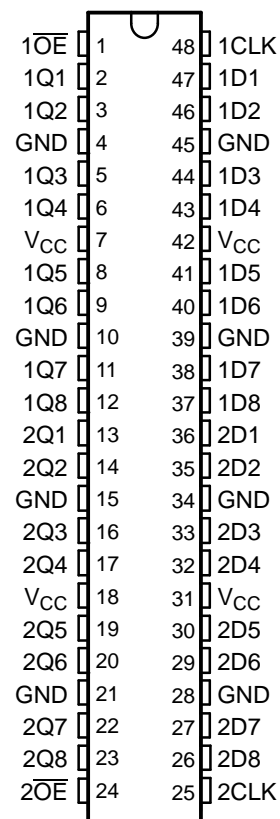 1O̅E̅ 1 48 1CLK
1Q1 2 47 1D1
1Q2 3 46 1D2
GND 4 45 GND
1Q3 5 44 1D3
1Q4 6 43 1D4
VCC 7 42 VCC
1Q5 8 41 1D5
1Q6 9 40 1D6
GND 10 39 GND
1Q7 11 38 1D7
1Q8 12 37 1D8
2Q1 13 36 2D1
2Q2 14 35 2D2
GND 15 34 GND
2Q3 16 33 2D3
2Q4 17 32 2D4
VCC 18 31 VCC
2Q5 19 30 2D5
2Q6 20 29 2D6
GND 21 28 GND
2Q7 22 27 2D7
2Q8 23 26 2D8
2O̅E̅ 24 25 2CLK